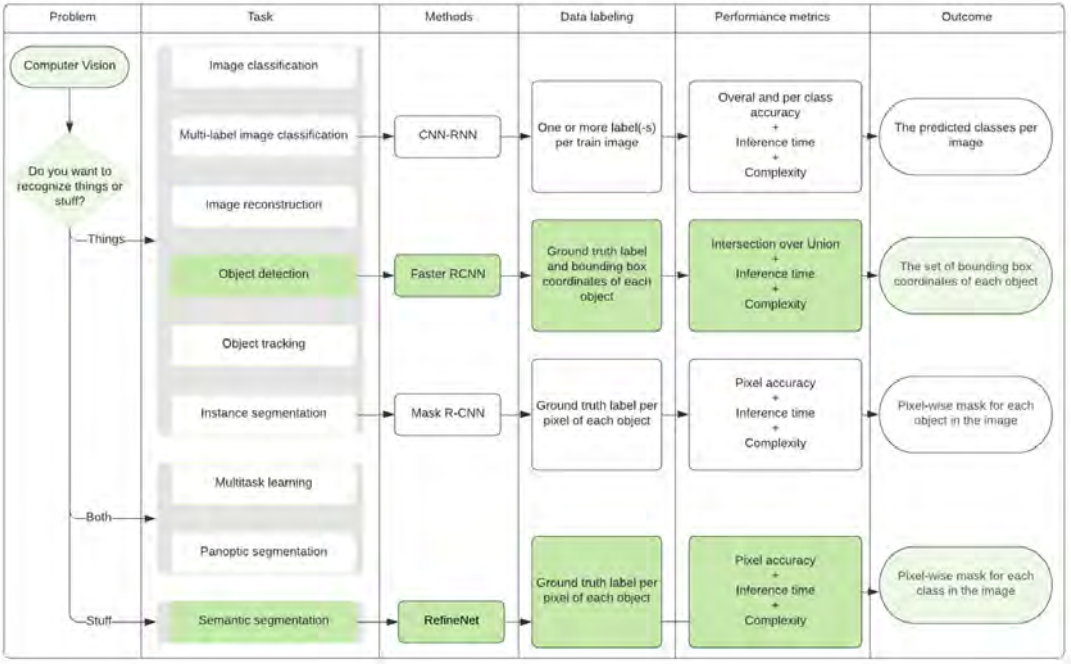 Problem
Task
Methods
Data labeling
Performance metrics
Outcome
Computer Vision
Do you want to
recognize things or
stuff?
Things
Both
Stuff
Image classification
Multi-label image classification
CNN-RNN
One or more label(-s)
per train image
Overal and per class
accuracy
+
Inference time
+
Complexity
The predicted classes per
image
Image reconstruction
Object detection
Faster RCNN
Ground truth label
and bounding box
coordinates of each
object
Intersection over Union
+
Inference time
+
Complexity
The set of bounding box
coordinates of each object
Object tracking
Instance segmentation
Mask R-CNN
Ground truth label per
pixel of each object
Pixel accuracy
+
Inference time
+
Complexity
Pixel-wise mask for each
object in the image
Multitask learning
Panoptic segmentation
Semantic segmentation
RefineNet
Ground truth label per
pixel of each object
Pixel accuracy
+
Inference time
+
Complexity
Pixel-wise mask for each
class in the image